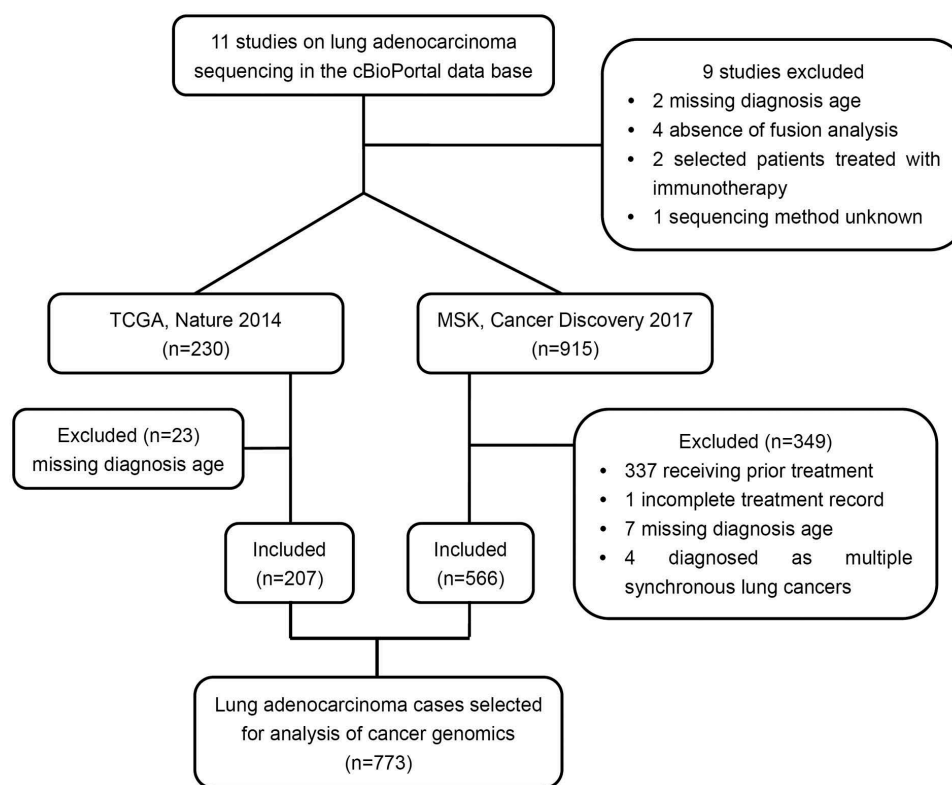 11 studies on lung adenocarcinoma
sequencing in the cBioPortal data base
9 studies excluded
• 2 missing diagnosis age
• 4 absence of fusion analysis
• 2 selected patients treated with
immunotherapy
• 1 sequencing method unknown
TCGA, Nature 2014
(n=230)
MSK, Cancer Discovery 2017
(n=915)
Excluded (n=23)
missing diagnosis age
Excluded (n=349)
• 337 receiving prior treatment
• 1 incomplete treatment record
• 7 missing diagnosis age
• 4 diagnosed as multiple
synchronous lung cancers
Included
(n=207)
Included
(n=566)
Lung adenocarcinoma cases selected
for analysis of cancer genomics
(n=773)